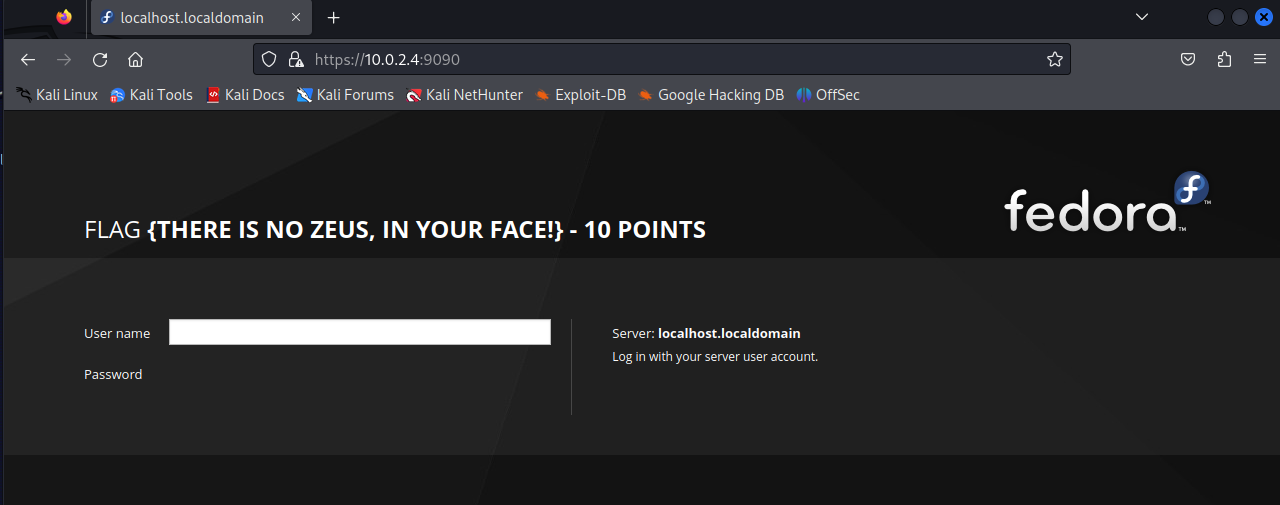 localhost.localdomain
https://10.0.2.4:9090
Kali Linux Kali Tools Kali Docs Kali Forums Kali NetHunter Exploit-DB Google Hacking DB OffSec
fedora™
FLAG {THERE IS NO ZEUS, IN YOUR FACE!} - 10 POINTS
User name
Password
Server: localhost.localdomain
Log in with your server user account.